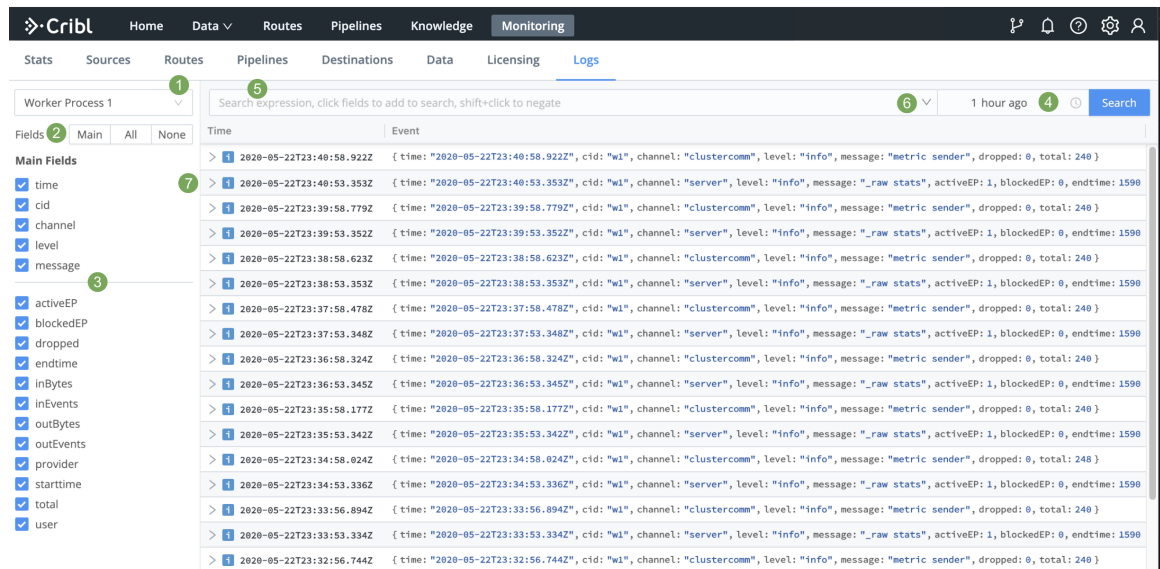 Cribl Home Data Routes Pipelines Knowledge Monitoring
Stats Sources Routes Pipelines Destinations Data Licensing Logs
1 5
Worker Process 1 Search expression, click fields to add to search, shift+click to negate 6 1 hour ago 4 Search
Fields 2 Main All None Time Event
Main Fields
time
cid
channel
level
message
3
activeEP
blockedEP
dropped
endtime
inBytes
inEvents
outBytes
outEvents
provider
starttime
total
user
2020-05-22T23:40:58.922Z { time: "2020-05-22T23:40:58.922Z", cid: "w1", channel: "clustercomm", level: "info", message: "metric sender", dropped: 0, total: 240 }
7 2020-05-22T23:40:53.353Z { time: "2020-05-22T23:40:53.353Z", cid: "w1", channel: "server", level: "info", message: "_raw stats", activeEP: 1, blockedEP: 0, endtime: 1590
2020-05-22T23:39:58.779Z { time: "2020-05-22T23:39:58.779Z", cid: "w1", channel: "clustercomm", level: "info", message: "metric sender", dropped: 0, total: 240 }
2020-05-22T23:39:53.352Z { time: "2020-05-22T23:39:53.352Z", cid: "w1", channel: "server", level: "info", message: "_raw stats", activeEP: 1, blockedEP: 0, endtime: 1590
2020-05-22T23:38:58.623Z { time: "2020-05-22T23:38:58.623Z", cid: "w1", channel: "clustercomm", level: "info", message: "metric sender", dropped: 0, total: 240 }
2020-05-22T23:38:53.353Z { time: "2020-05-22T23:38:53.353Z", cid: "w1", channel: "server", level: "info", message: "_raw stats", activeEP: 1, blockedEP: 0, endtime: 1590
2020-05-22T23:37:58.478Z { time: "2020-05-22T23:37:58.478Z", cid: "w1", channel: "clustercomm", level: "info", message: "metric sender", dropped: 0, total: 240 }
2020-05-22T23:37:53.348Z { time: "2020-05-22T23:37:53.348Z", cid: "w1", channel: "server", level: "info", message: "_raw stats", activeEP: 1, blockedEP: 0, endtime: 1590
2020-05-22T23:36:58.324Z { time: "2020-05-22T23:36:58.324Z", cid: "w1", channel: "clustercomm", level: "info", message: "metric sender", dropped: 0, total: 240 }
2020-05-22T23:36:53.345Z { time: "2020-05-22T23:36:53.345Z", cid: "w1", channel: "server", level: "info", message: "_raw stats", activeEP: 1, blockedEP: 0, endtime: 1590
2020-05-22T23:35:58.177Z { time: "2020-05-22T23:35:58.177Z", cid: "w1", channel: "clustercomm", level: "info", message: "metric sender", dropped: 0, total: 240 }
2020-05-22T23:35:53.342Z { time: "2020-05-22T23:35:53.342Z", cid: "w1", channel: "server", level: "info", message: "_raw stats", activeEP: 1, blockedEP: 0, endtime: 1590
2020-05-22T23:34:58.024Z { time: "2020-05-22T23:34:58.024Z", cid: "w1", channel: "clustercomm", level: "info", message: "metric sender", dropped: 0, total: 248 }
2020-05-22T23:34:53.336Z { time: "2020-05-22T23:34:53.336Z", cid: "w1", channel: "server", level: "info", message: "_raw stats", activeEP: 1, blockedEP: 0, endtime: 1590
2020-05-22T23:33:56.894Z { time: "2020-05-22T23:33:56.894Z", cid: "w1", channel: "clustercomm", level: "info", message: "metric sender", dropped: 0, total: 240 }
2020-05-22T23:33:53.334Z { time: "2020-05-22T23:33:53.334Z", cid: "w1", channel: "server", level: "info", message: "_raw stats", activeEP: 1, blockedEP: 0, endtime: 1590
2020-05-22T23:32:56.744Z { time: "2020-05-22T23:32:56.744Z", cid: "w1", channel: "clustercomm", level: "info", message: "metric sender", dropped: 0, total: 240 }